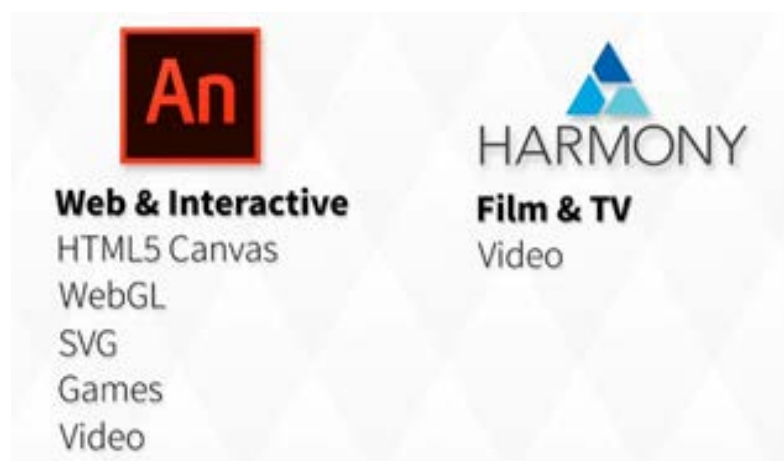 An
Web & Interactive
HTML5 Canvas
WebGL
SVG
Games
Video
HARMONY
Film & TV
Video